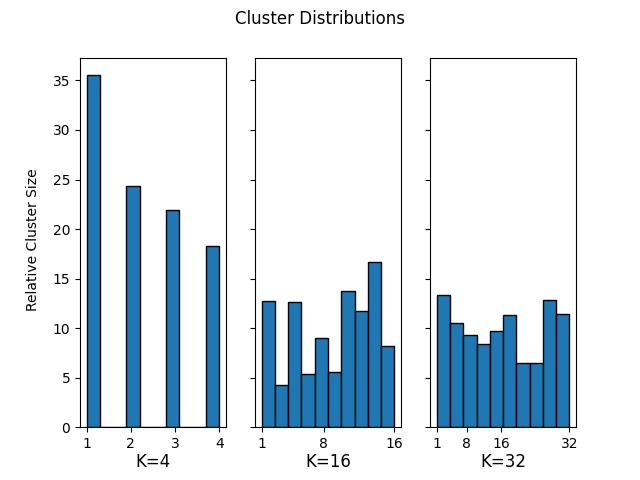 Cluster Distributions
Relative Cluster Size
35
30
25
20
15
10
5
0
1 2 3 4
K=4
1 8 16
K=16
1 8 16 32
K=32